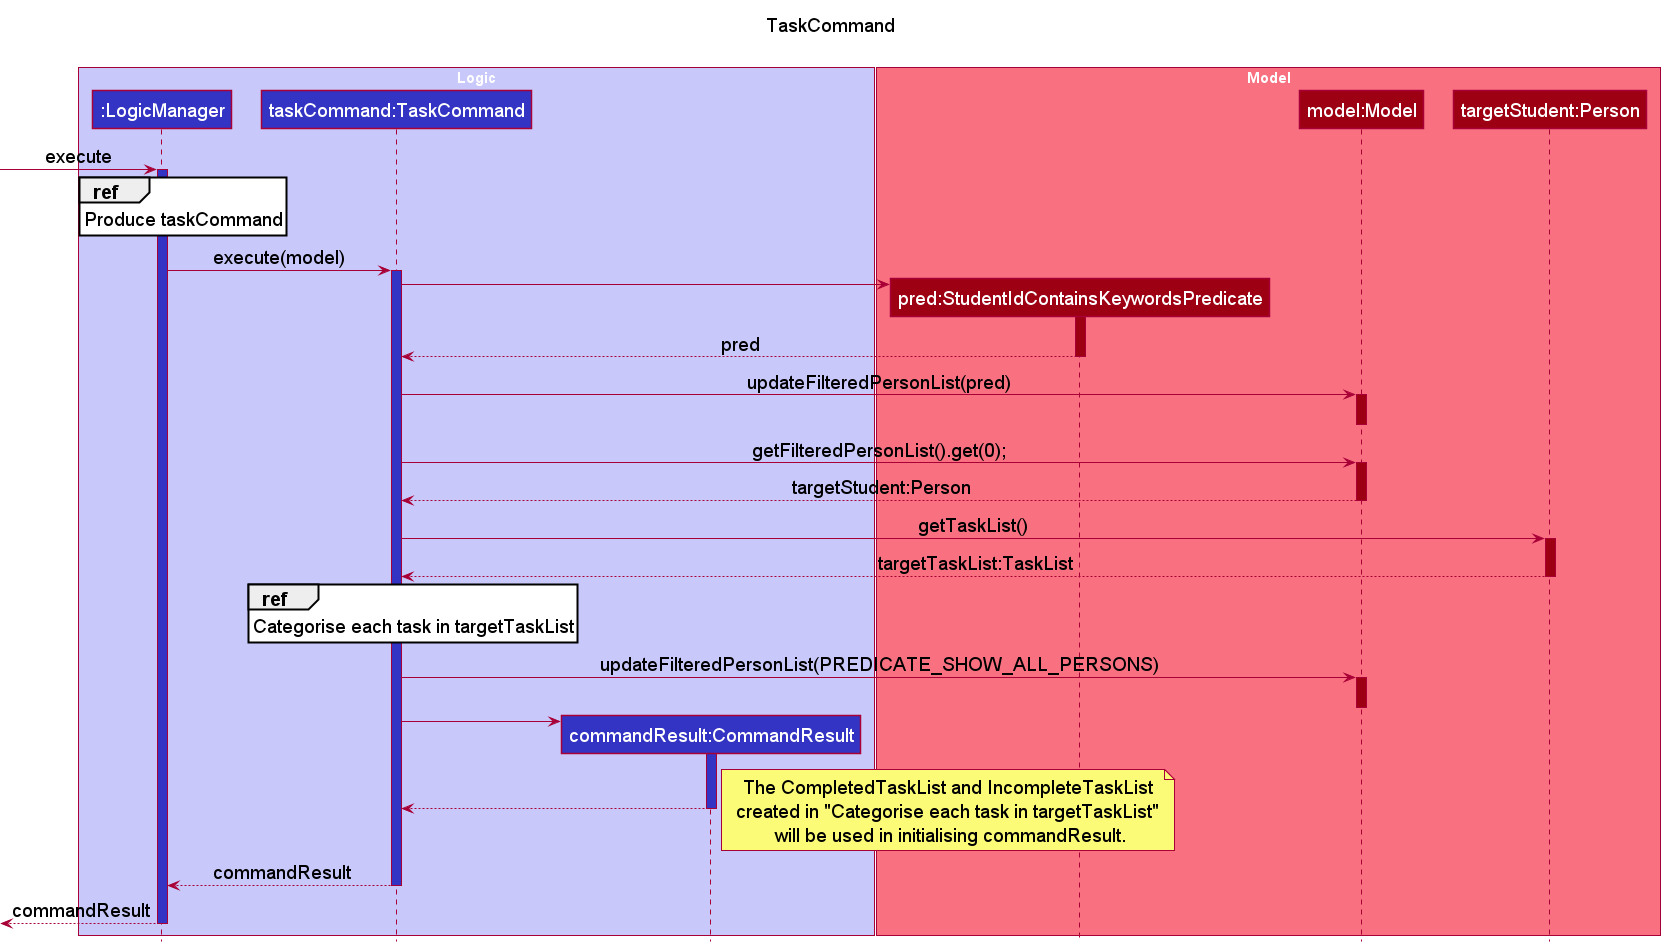 TaskCommand
Logic
Model
:LogicManager
taskCommand:TaskCommand
model:Model
targetStudent:Person
execute
ref
Produce taskCommand
execute(model)
pred:StudentIdContainsKeywordsPredicate
pred
updateFilteredPersonList(pred)
getFilteredPersonList().get(0);
targetStudent:Person
getTaskList()
targetTaskList:TaskList
ref
Categorise each task in targetTaskList
updateFilteredPersonList(PREDICATE_SHOW_ALL_PERSONS)
commandResult:CommandResult
The CompletedTaskList and IncompleteTaskList
created in "Categorise each task in targetTaskList"
will be used in initialising commandResult.
commandResult
commandResult